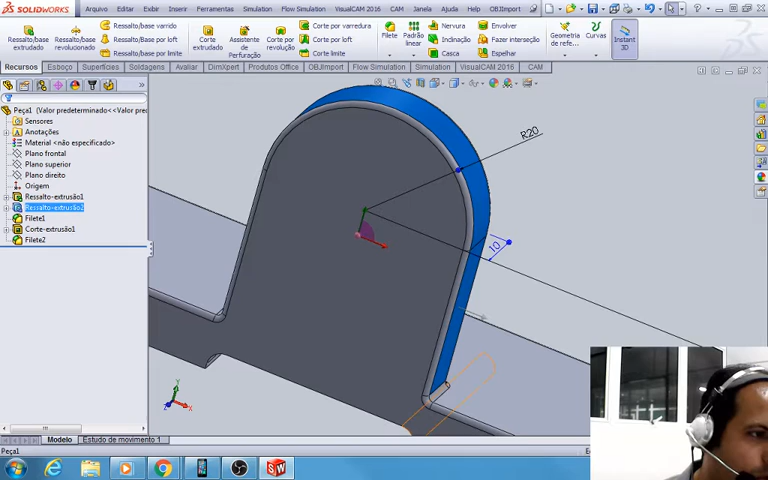 SOLIDWORKS Arquivo Editar Exibir Inserir Ferramentas Simulation Flow Simulation CAM Janela Ajuda OBJImport
Ressalto/base extrudado
Ressalto/base revolucionado
Ressalto/base varrido
Ressalto/base por loft
Ressalto/base por limite
Corte extrudado
Assistente de Perfuração
Corte por revolução
Corte por varredura
Corte por loft
Corte limite
Filete
Padrão linear
Nervura
Inclinação
Casca
Envolver
Fazer interseção
Espelhar
Geometria de refe...
Curvas
Instant 3D
Recursos Esboço Superfícies Soldagens Avaliar DimXpert Produtos Office OBJImport Flow Simulation Simulation VisualCAM 2016 CAM
Peça1 (Valor predeterminado<<Valor pred
Sensores
Anotações
Material <não especificado>
Plano frontal
Plano superior
Plano direito
Origem
Ressalto-extrusão1
Ressalto-extrusão2
Filete1
Corte-extrusão1
Filete2
R20
10
Y
X
Z
Modelo Estudo de movimento 1
Peça1